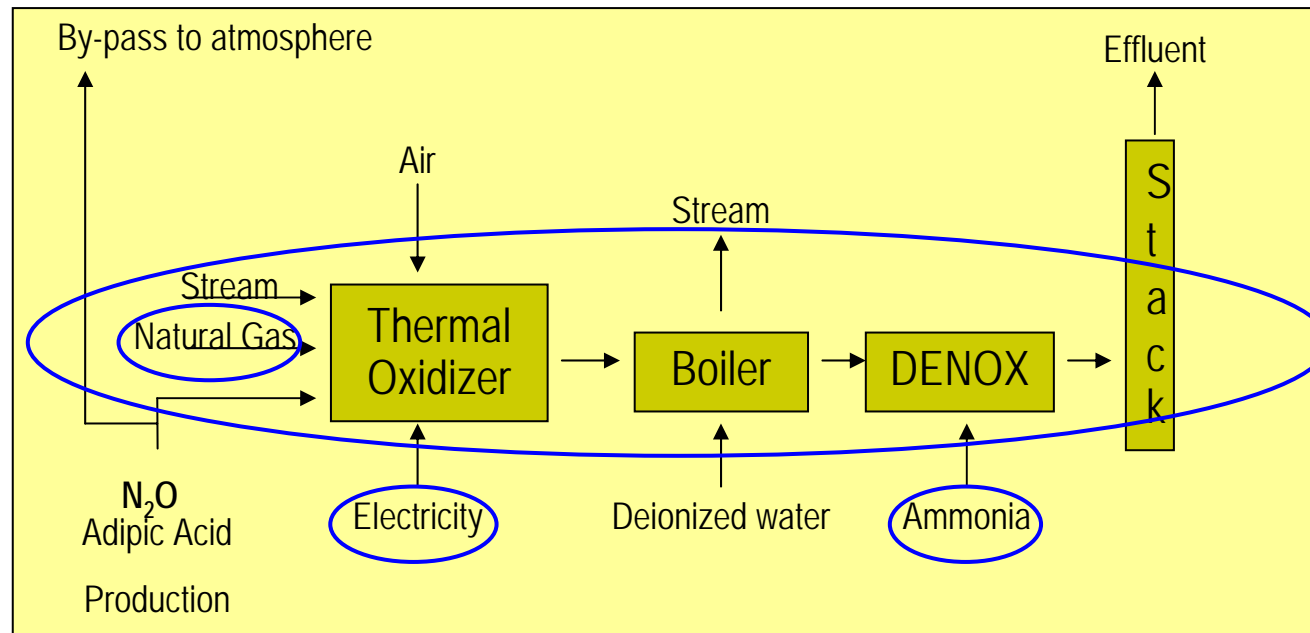 By-pass to atmosphere
Effluent
Air
Stream
Stream
Natural Gas
Thermal
Oxidizer
Boiler
DENOX
S
t
a
c
k
N₂O
Adipic Acid
Production
Electricity
Deionized water
Ammonia